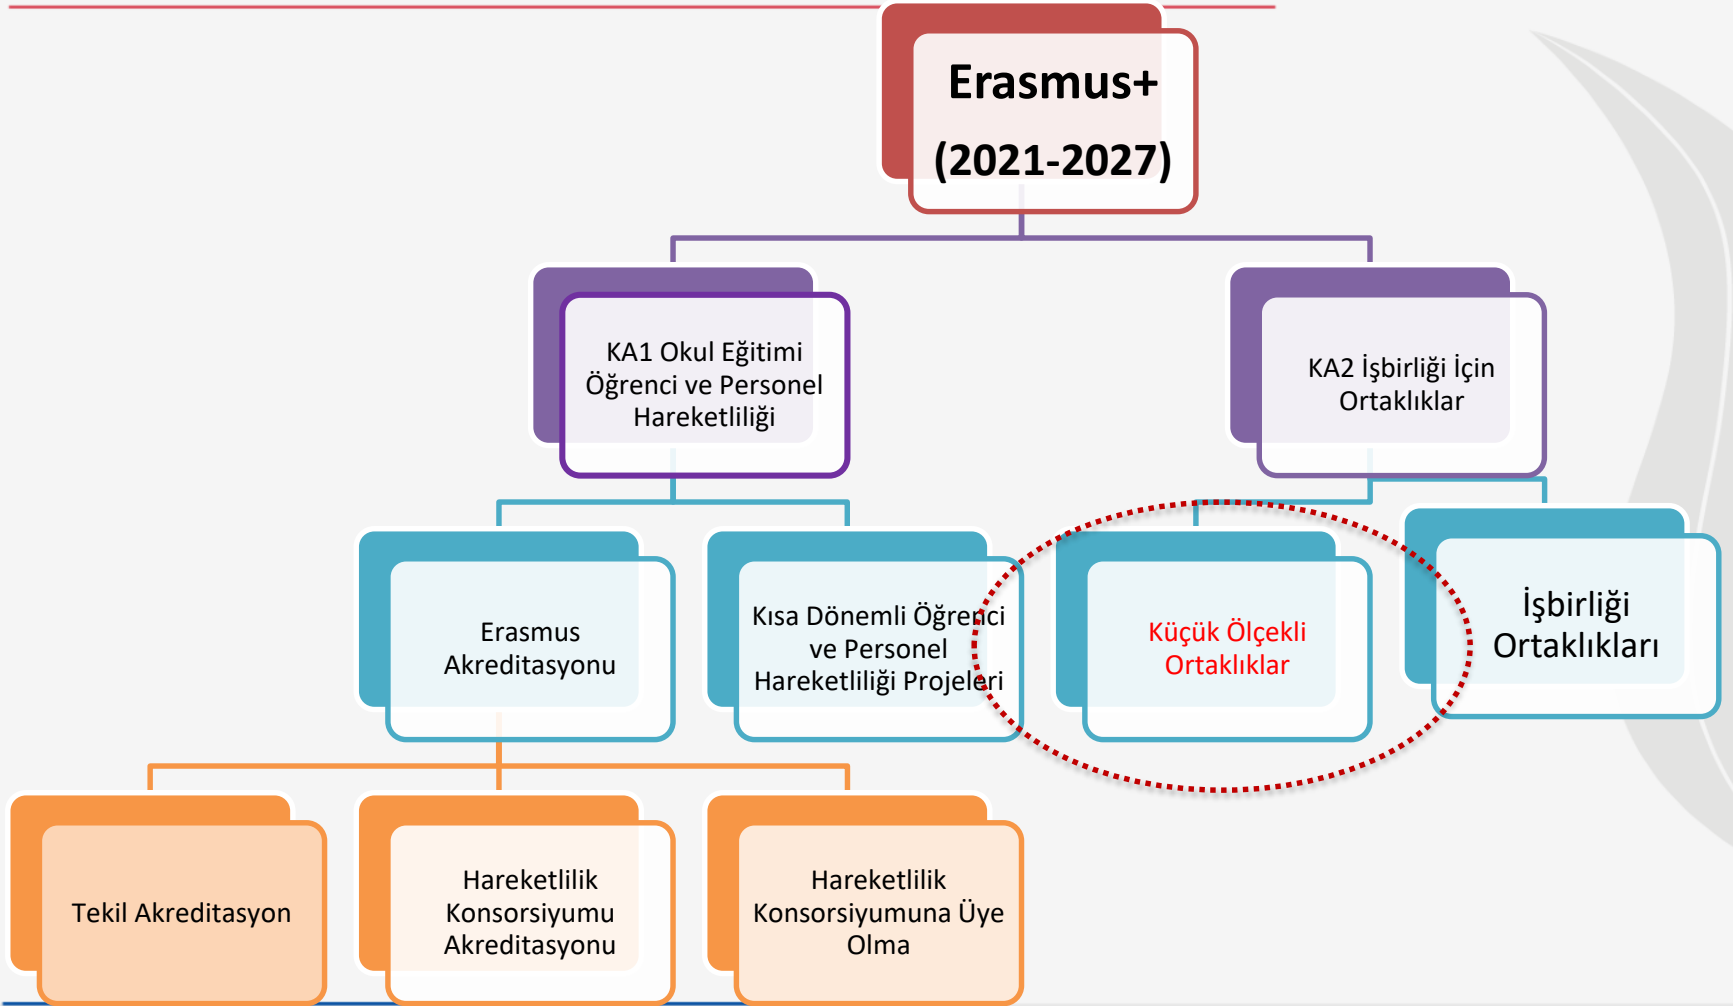 Erasmus+
(2021-2027)
KA1 Okul Eğitimi
Öğrenci ve Personel
Hareketliliği
KA2 İşbirliği İçin
Ortaklıklar
Erasmus
Akreditasyonu
Kısa Dönemli Öğrenci
ve Personel
Hareketliliği Projeleri
Küçük Ölçekli
Ortaklıklar
İşbirliği
Ortaklıkları
Tekil Akreditasyon
Hareketlilik
Konsorsiyumu
Akreditasyonu
Hareketlilik
Konsorsiyumuna Üye
Olma